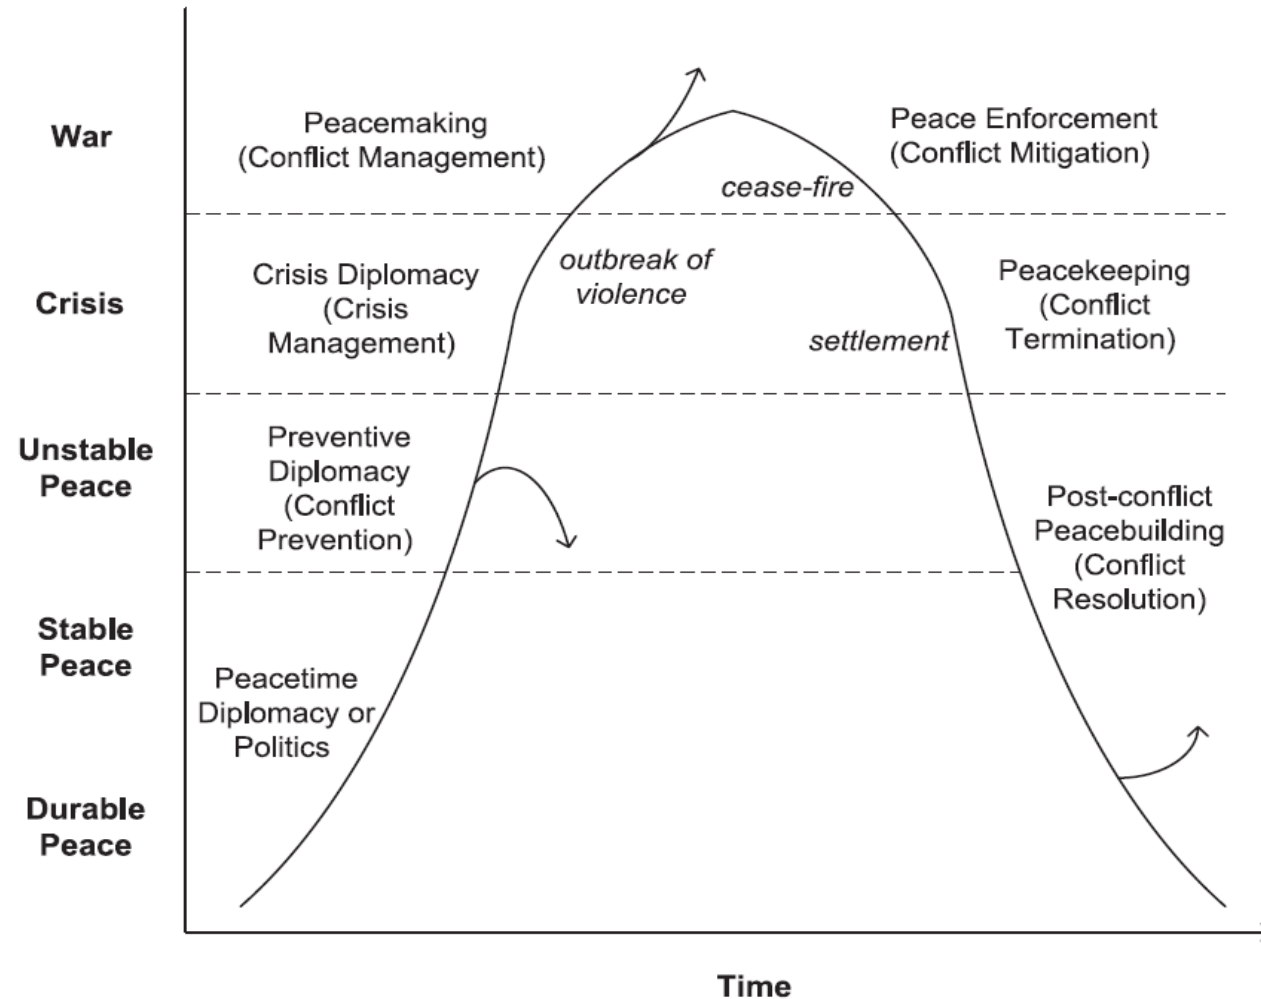 War
Peacemaking
(Conflict Management)
Peace Enforcement
(Conflict Mitigation)
cease-fire
Crisis
Crisis Diplomacy
(Crisis
Management)
outbreak of
violence
settlement
Peacekeeping
(Conflict
Termination)
Unstable
Peace
Preventive
Diplomacy
(Conflict
Prevention)
Post-conflict
Peacebuilding
(Conflict
Resolution)
Stable
Peace
Peacetime
Diplomacy or
Politics
Durable
Peace
Time